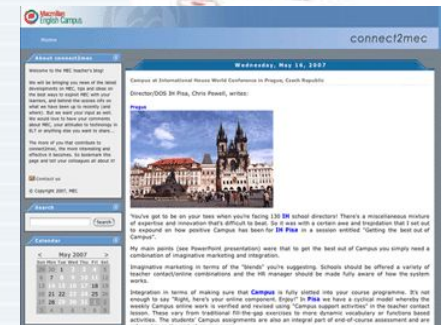 Macmillan
English Campus
Home
connect2mec
About connect2mec
Welcome to the MEC teacher's blog!
We will be bringing you news of the latest
developments on MEC, tips and ideas on
the best ways to exploit MEC with your
learners, and behind the scenes info on
what we have been up to recently (and
when!). But we want your input as well.
We would love to have your comments
about MEC, your attitudes to technology in
ELT or anything else you want to share...
The more of you that contribute to
connect2mec, the more interesting and
effective it becomes. So bookmark this
page and tell your colleagues all about it!
Contact us
© Copyright 2007, MEC
Search
Search
Calendar
May 2007
Sun Mon Tue Wed Thu Fri Sat
Wednesday, May 16, 2007
Campus at International House World Conference in Prague, Czech Republic
Director/DOS IH Pisa, Chris Powell, writes:
Prague
"You've got to be on your toes when you're facing 130 IH school directors! There's a miscellaneous mixture
of expertise and innovation that's difficult to beat. So it was with a certain awe and trepidation that I set out
to expound on how positive Campus has been for IH Pisa in a session entitled "Getting the best out of
Campus".
My main points (see PowerPoint presentation) were that to get the best out of Campus you simply need a
combination of imaginative marketing and integration.
Imaginative marketing in terms of the "blends" you're suggesting. Schools should be offered a variety of
teacher contact/online combinations and the HR manager should be made fully aware of how the system
works.
Integration in terms of making sure that Campus is fully slotted into your course programme. It's not
enough to say "Right, here's your online component. Enjoy!" In Pisa we have a cyclical model whereby the
weekly Campus online work is verified and revised using "Campus support activities" in the teacher contact
lesson. These vary from traditional fill-the-gap exercises to more dynamic vocabulary or functions based
activities. The students' Campus assignments are also an integral part of end-of-course assessment and are